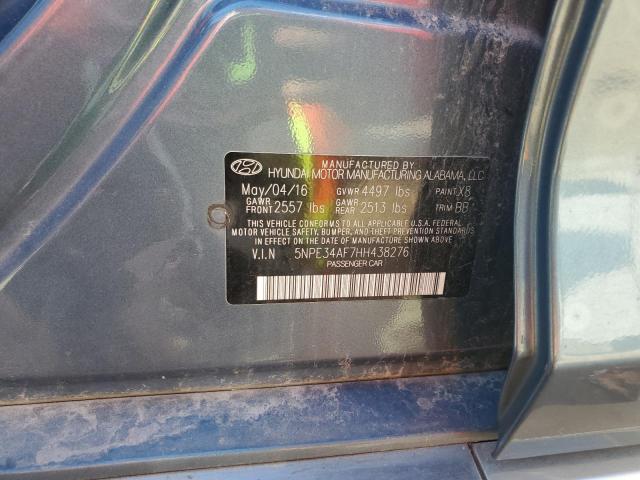 MANUFACTURED BY
HYUNDAI MOTOR MANUFACTURING ALABAMA, LLC
May/04/16 GVWR 4497 lbs PAINT X8
GAWR FRONT 2557 lbs GAWR REAR 2513 lbs TRIM BB
THIS VEHICLE CONFORMS TO ALL APPLICABLE U.S.A. FEDERAL
MOTOR VEHICLE SAFETY, BUMPER, AND THEFT PREVENTION
STANDARDS IN EFFECT ON THE DATE OF MANUFACTURE
SHOWN ABOVE.
V.I.N 5NPE34AF7HH438276
PASSENGER CAR